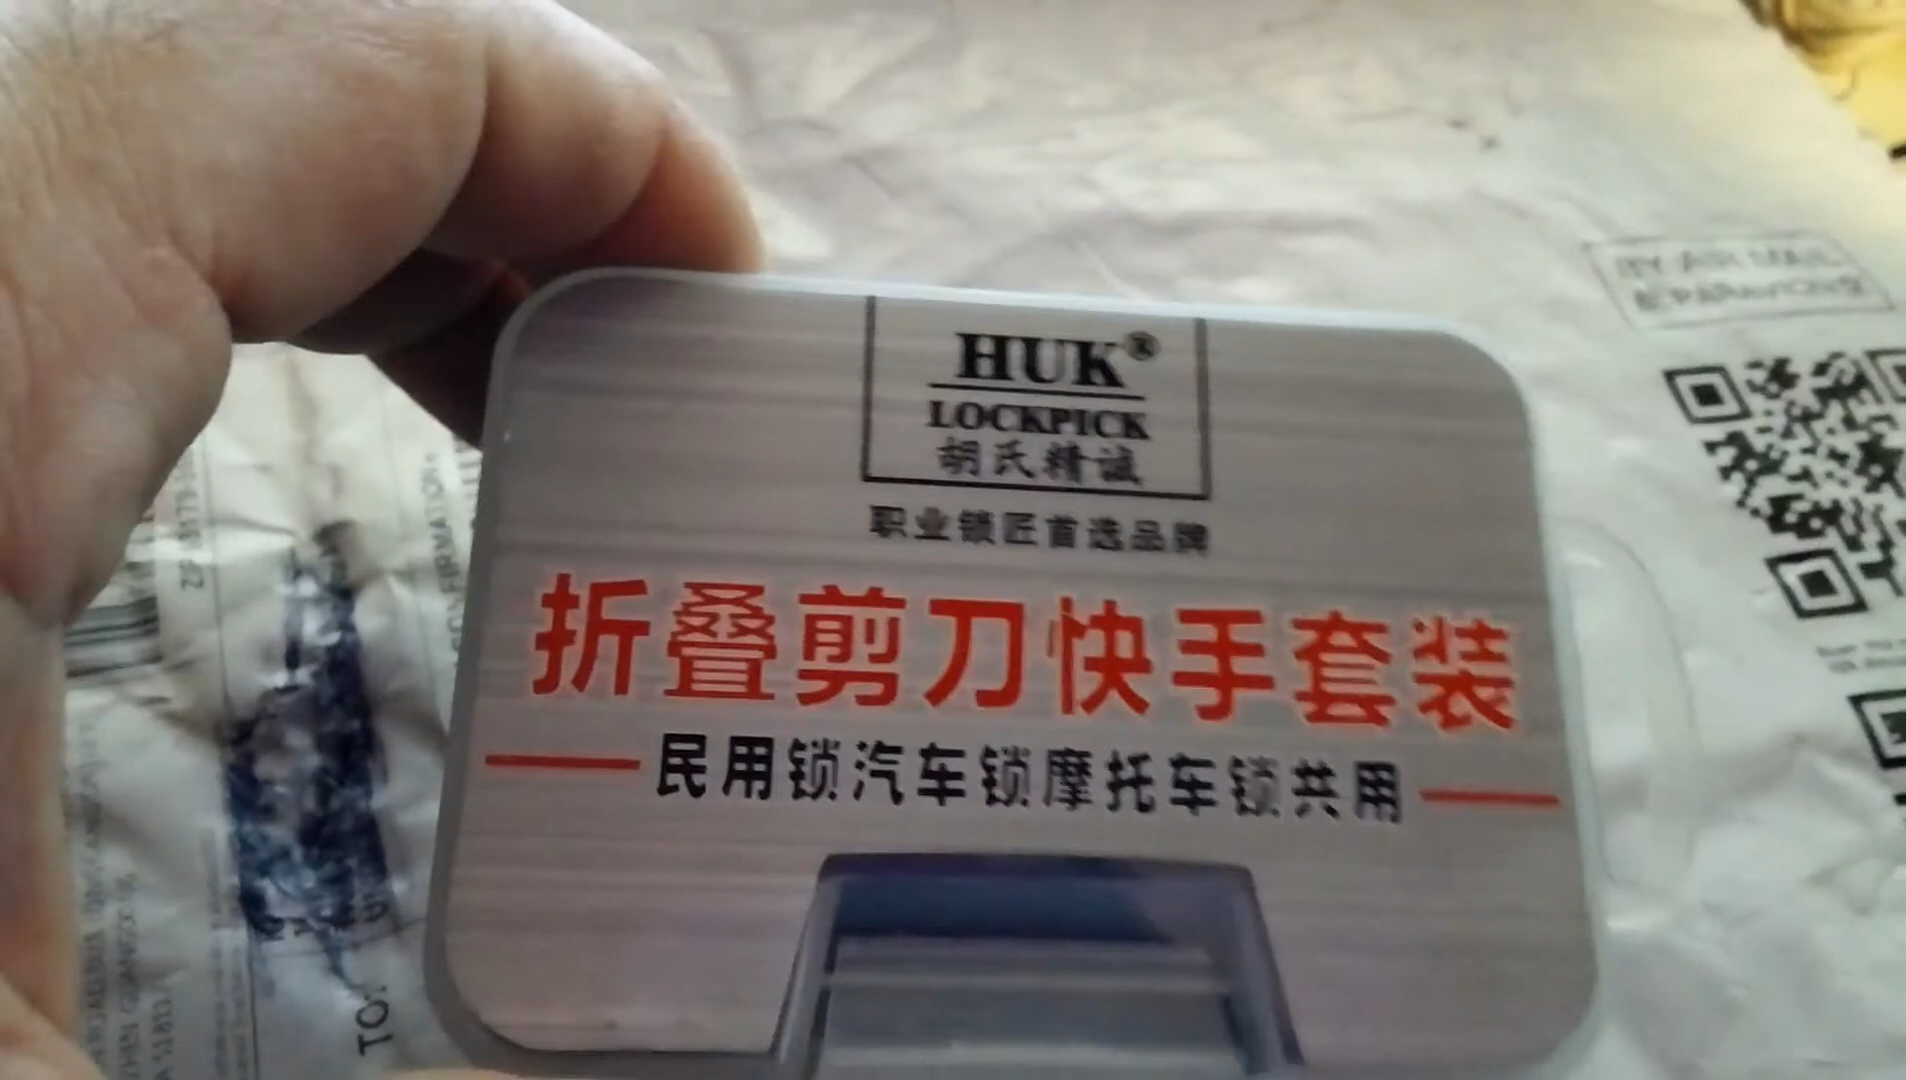 HUK®
LOCKPICK
胡氏精诚
职业锁匠首选品牌
折叠剪刀快手套装
民用锁汽车锁摩托车锁共用
BY AIR MAIL
TO: